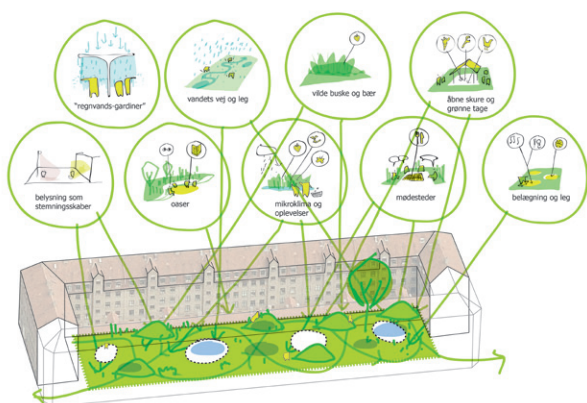 "regnvands-gardiner"
vandets vej og leg
vilde buske og bær
åbne skure og
grønne tage
belysning som
stemningsskaber
oaser
mikroklima og
oplevelser
mødesteder
belægning og leg